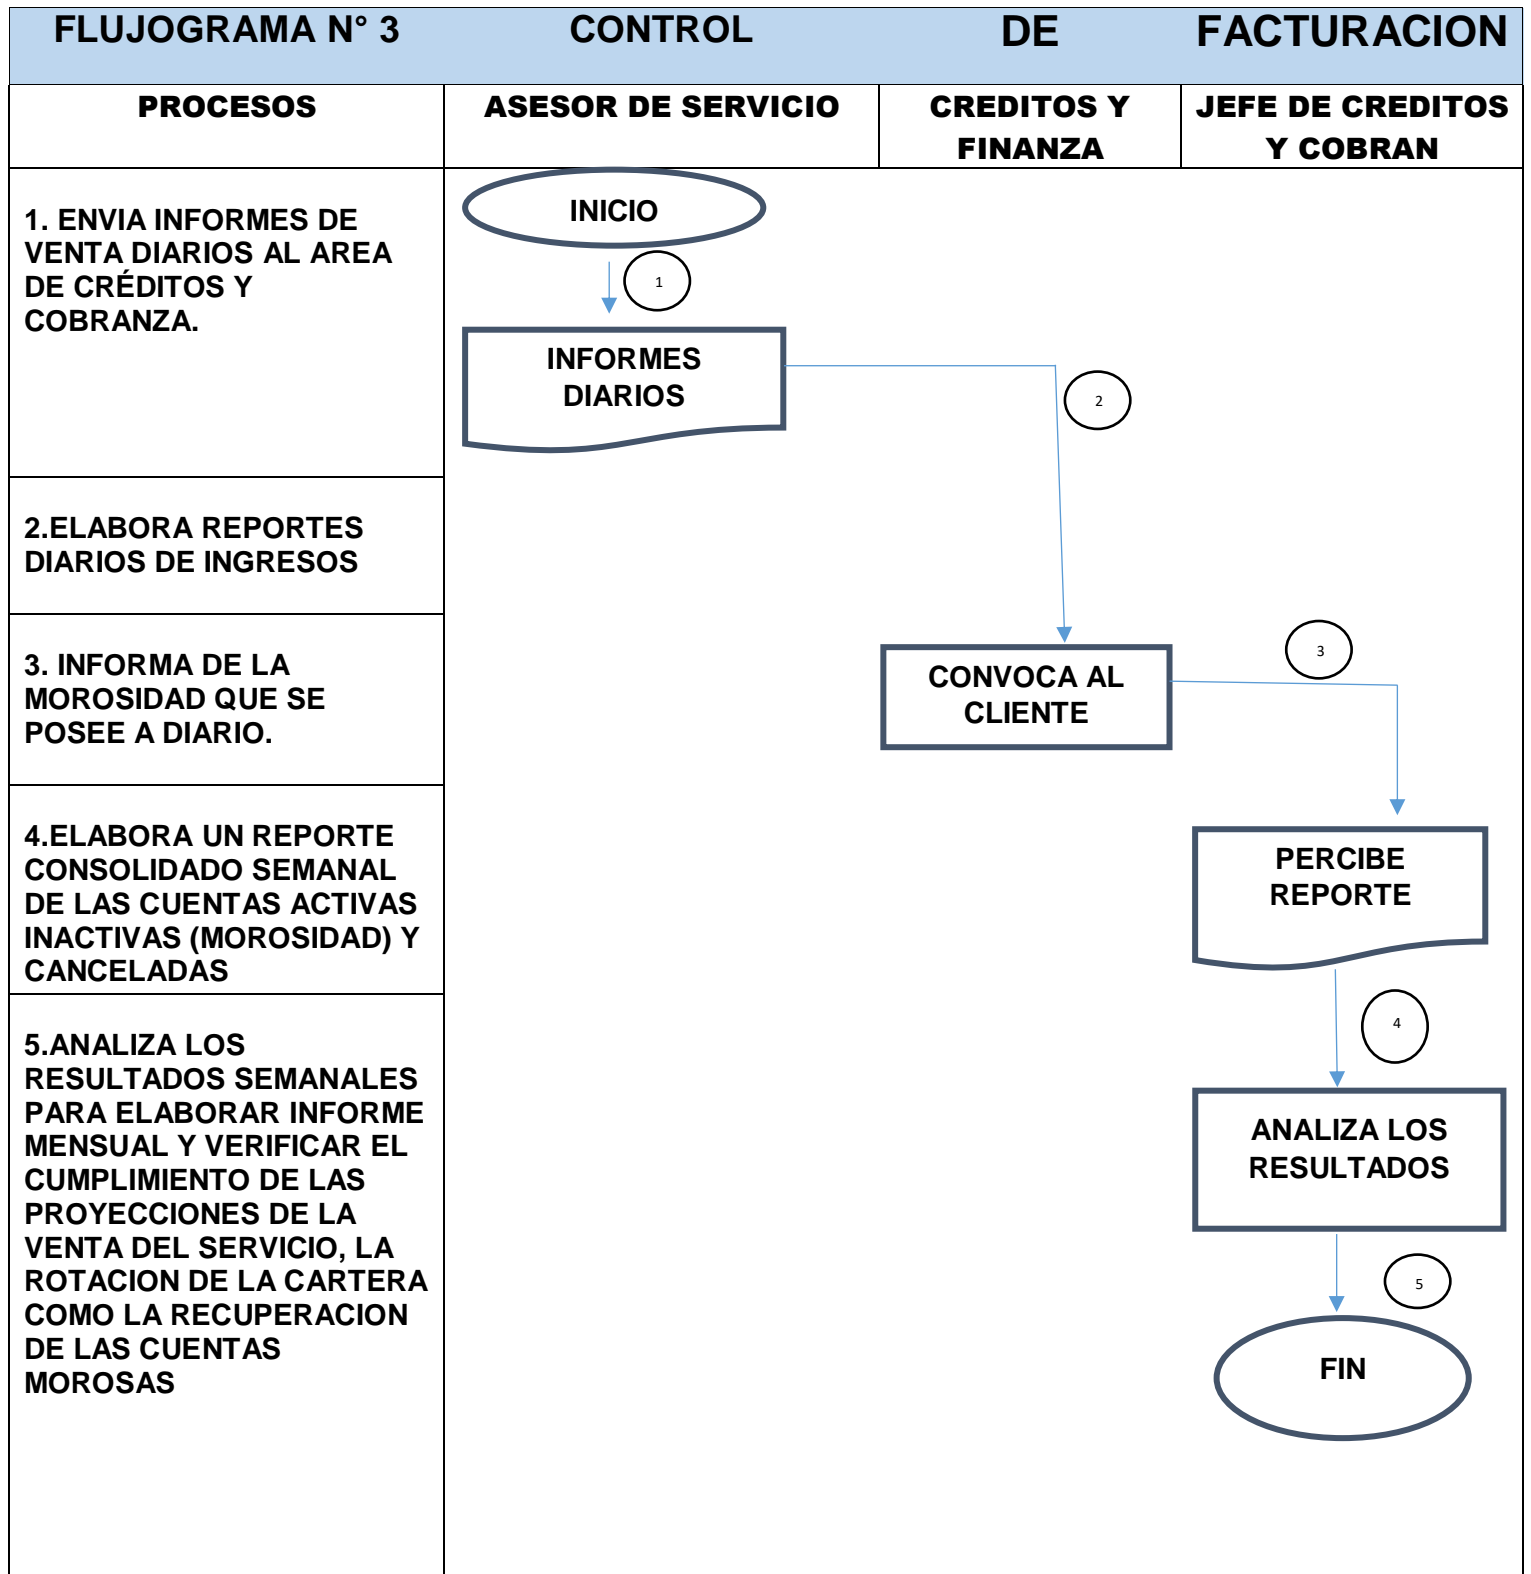 FLUJOGRAMA N° 3 CONTROL DE FACTURACION
PROCESOS
ASESOR DE SERVICIO
CREDITOS Y
FINANZA
JEFE DE CREDITOS
Y COBRAN
1. ENVIA INFORMES DE
VENTA DIARIOS AL AREA
DE CRÉDITOS Y
COBRANZA.
INICIO
1
INFORMES
DIARIOS
2
2.ELABORA REPORTES
DIARIOS DE INGRESOS
3. INFORMA DE LA
MOROSIDAD QUE SE
POSEE A DIARIO.
CONVOCA AL
CLIENTE
3
4.ELABORA UN REPORTE
CONSOLIDADO SEMANAL
DE LAS CUENTAS ACTIVAS
INACTIVAS (MOROSIDAD) Y
CANCELADAS
PERCIBE
REPORTE
4
5.ANALIZA LOS
RESULTADOS SEMANALES
PARA ELABORAR INFORME
MENSUAL Y VERIFICAR EL
CUMPLIMIENTO DE LAS
PROYECCIONES DE LA
VENTA DEL SERVICIO, LA
ROTACION DE LA CARTERA
COMO LA RECUPERACION
DE LAS CUENTAS
MOROSAS
ANALIZA LOS
RESULTADOS
5
FIN